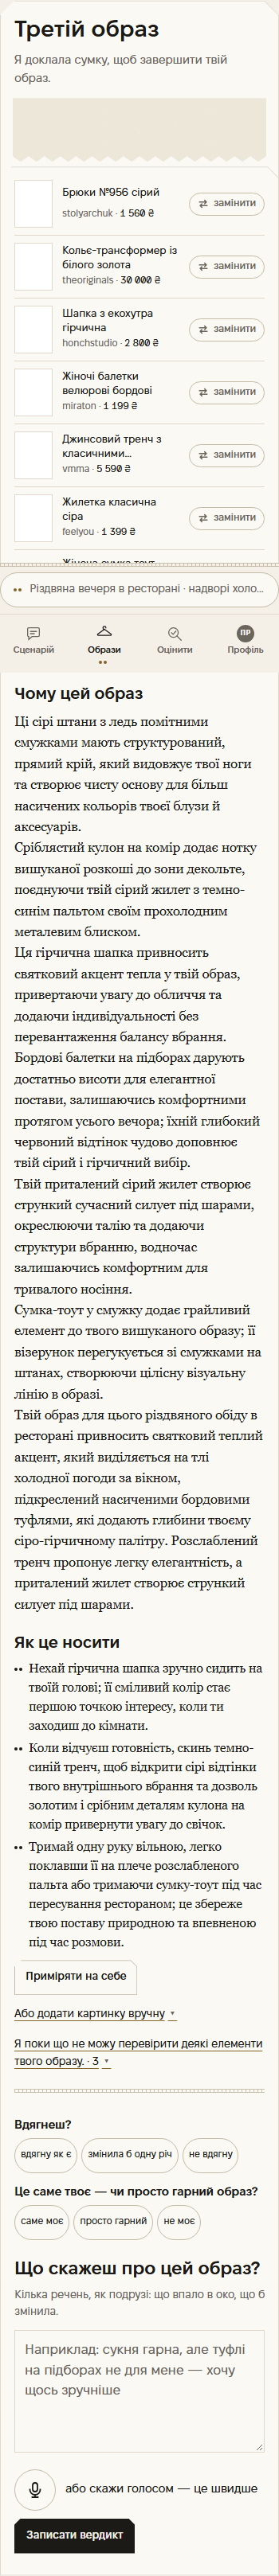 Третій образ
Я доклала сумку, щоб завершити твій
образ.
Брюки №956 сірий
stolyarchuk · 1 560 ₴
замінити
Кольє-трансформер із
білого золота
theoriginals · 30 000 ₴
замінити
Шапка з екохутра
гірчична
honchstudio · 2 800 ₴
замінити
Жіночі балетки
велюрові бордові
miraton · 1 199 ₴
замінити
Джинсовий тренч з
класичними...
vmma · 5 590 ₴
замінити
Жилетка класична
сіра
feelyou · 1 399 ₴
замінити
Різдвяна вечеря в ресторані · надворі холо...
Сценарій
Образи
Оцінити
ПР
Профіль
Чому цей образ
Ці сірі штани з ледь помітними
смужками мають структурований,
прямий крій, який видовжує твої ноги
та створює чисту основу для більш
насичених кольорів твоєї блузи й
аксесуарів.
Сріблястий кулон на комір додає нотку
вишуканої розкоші до зони декольте,
поєднуючи твій сірий жилет з темно-
синім пальтом своїм прохолодним
металевим блиском.
Ця гірчична шапка привносить
святковий акцент тепла у твій образ,
привертаючи увагу до обличчя та
додаючи індивідуальності без
перевантаження балансу вбрання.
Бордові балетки на підборах дарують
достатньо висоти для елегантної
постави, залишаючись комфортними
протягом усього вечора; їхній глибокий
червоний відтінок чудово доповнює
твій сірий і гірчичний вибір.
Твій приталений сірий жилет створює
стрункий сучасний силует під шарами,
окреслюючи талію та додаючи
структури вбранню, водночас
залишаючись комфортним для
тривалого носіння.
Сумка-тоут у смужку додає грайливий
елемент до твого вишуканого образу; її
візерунок перегукується зі смужками на
штанах, створюючи цілісну візуальну
лінію в образі.
Твій образ для цього різдвяного обіду в
ресторані привносить святковий теплий
акцент, який виділяється на тлі
холодної погоди за вікном,
підкреслений насиченими бордовими
туфлями, які додають глибини твоєму
сіро-гірчичному палітру. Розслаблений
тренч пропонує легку елегантність, а
приталений жилет створює стрункий
силует під шарами.
Як це носити
Нехай гірчична шапка зручно сидить на
твоїй голові; її сміливий колір стає
першою точкою інтересу, коли ти
заходиш до кімнати.
Коли відчуєш готовність, скинь темно-
синій тренч, щоб відкрити сірі відтінки
твого внутрішнього вбрання та дозволь
золотим і срібним деталям кулона на
комір привернути увагу до свічок.
Тримай одну руку вільною, легко
поклавши її на плече розслабленого
пальта або тримаючи сумку-тоут під час
пересування рестораном; це збереже
твою поставу природною та впевненою
під час розмови.
Приміряти на себе
Або додати картинку вручну
Я поки що не можу перевірити деякі елементи
твого образу. · 3
Вдягнеш?
вдягну як є
змінила б одну річ
не вдягну
Це саме твоє — чи просто гарний образ?
саме моє
просто гарний
не моє
Що скажеш про цей образ?
Кілька речень, як подрузі: що впало в око, що б
змінила.
Наприклад: сукня гарна, але туфлі
на підборах не для мене — хочу
щось зручніше
або скажи голосом — це швидше
Записати вердикт